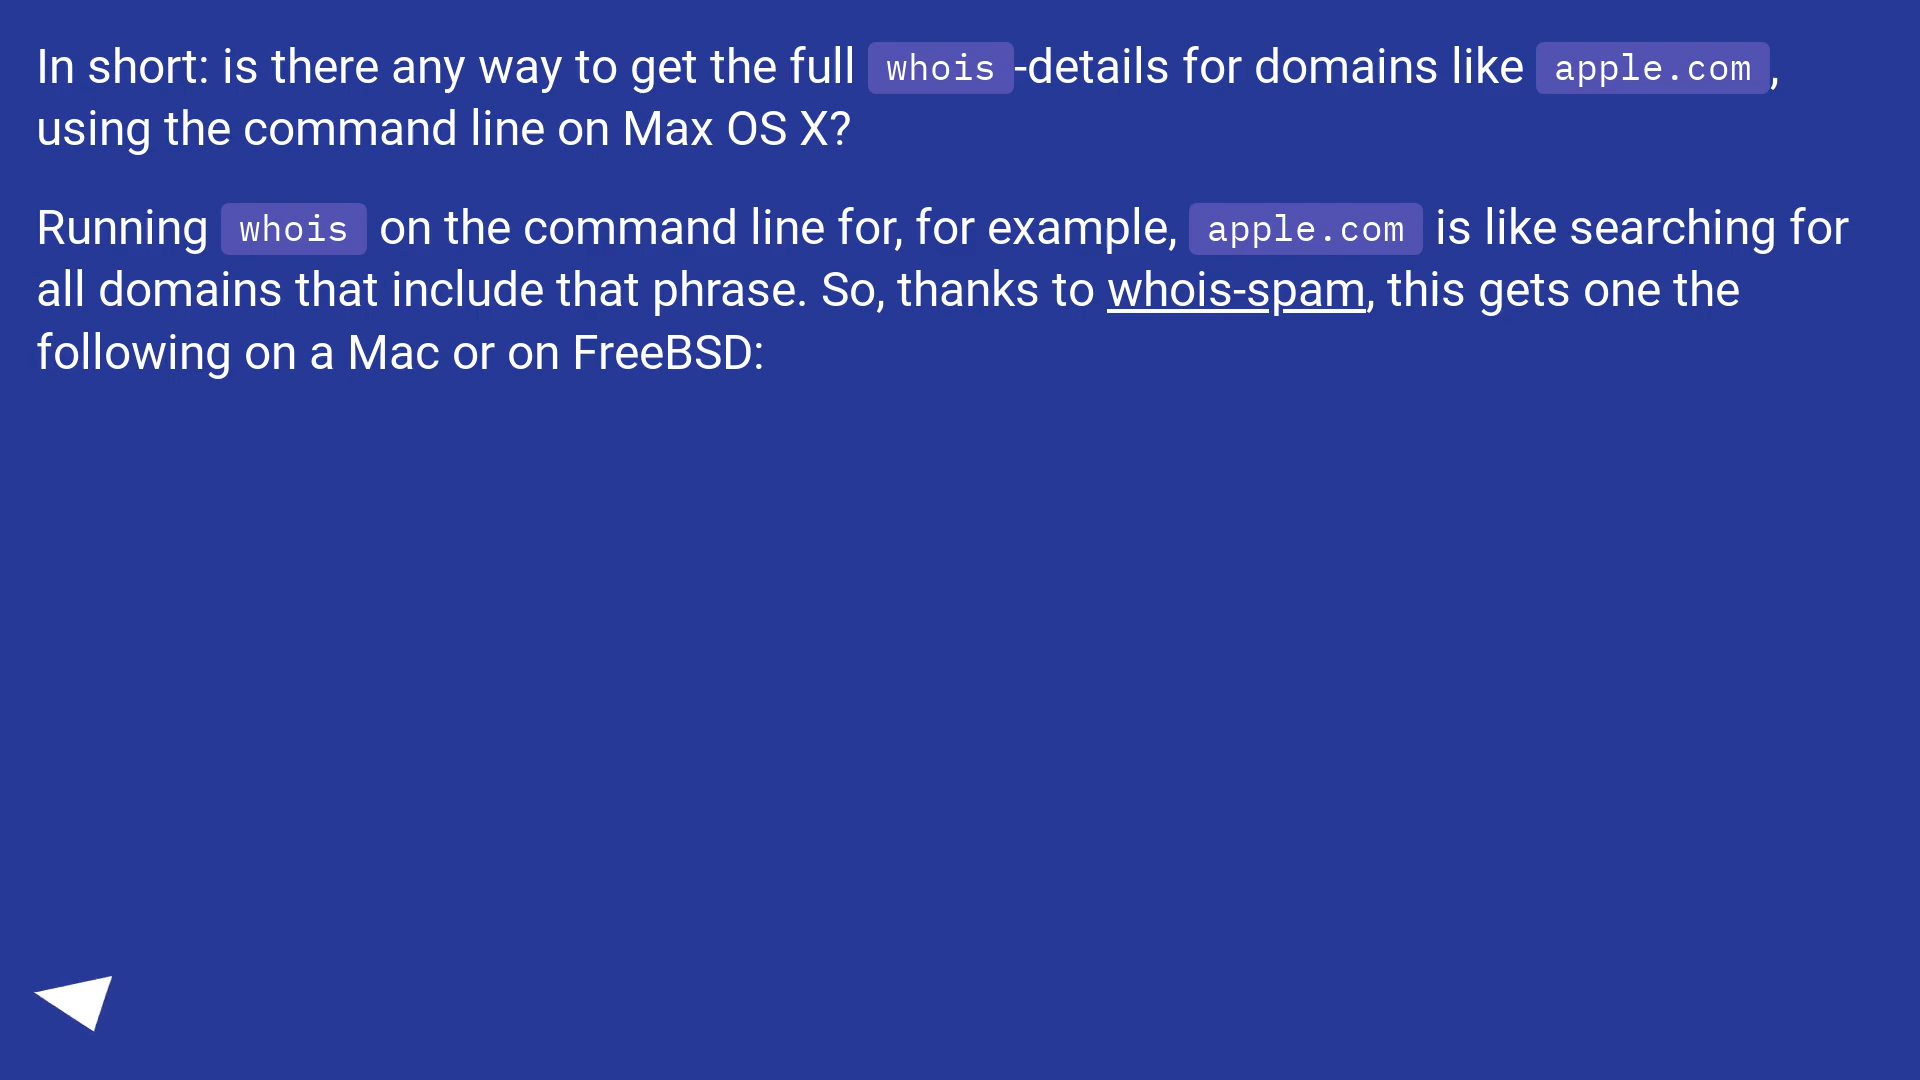 In short: is there any way to get the full whois-details for domains like apple.com,
using the command line on Max OS X?
Running whois on the command line for, for example, apple.com is like searching for
all domains that include that phrase. So, thanks to whois-spam, this gets one the
following on a Mac or on FreeBSD: